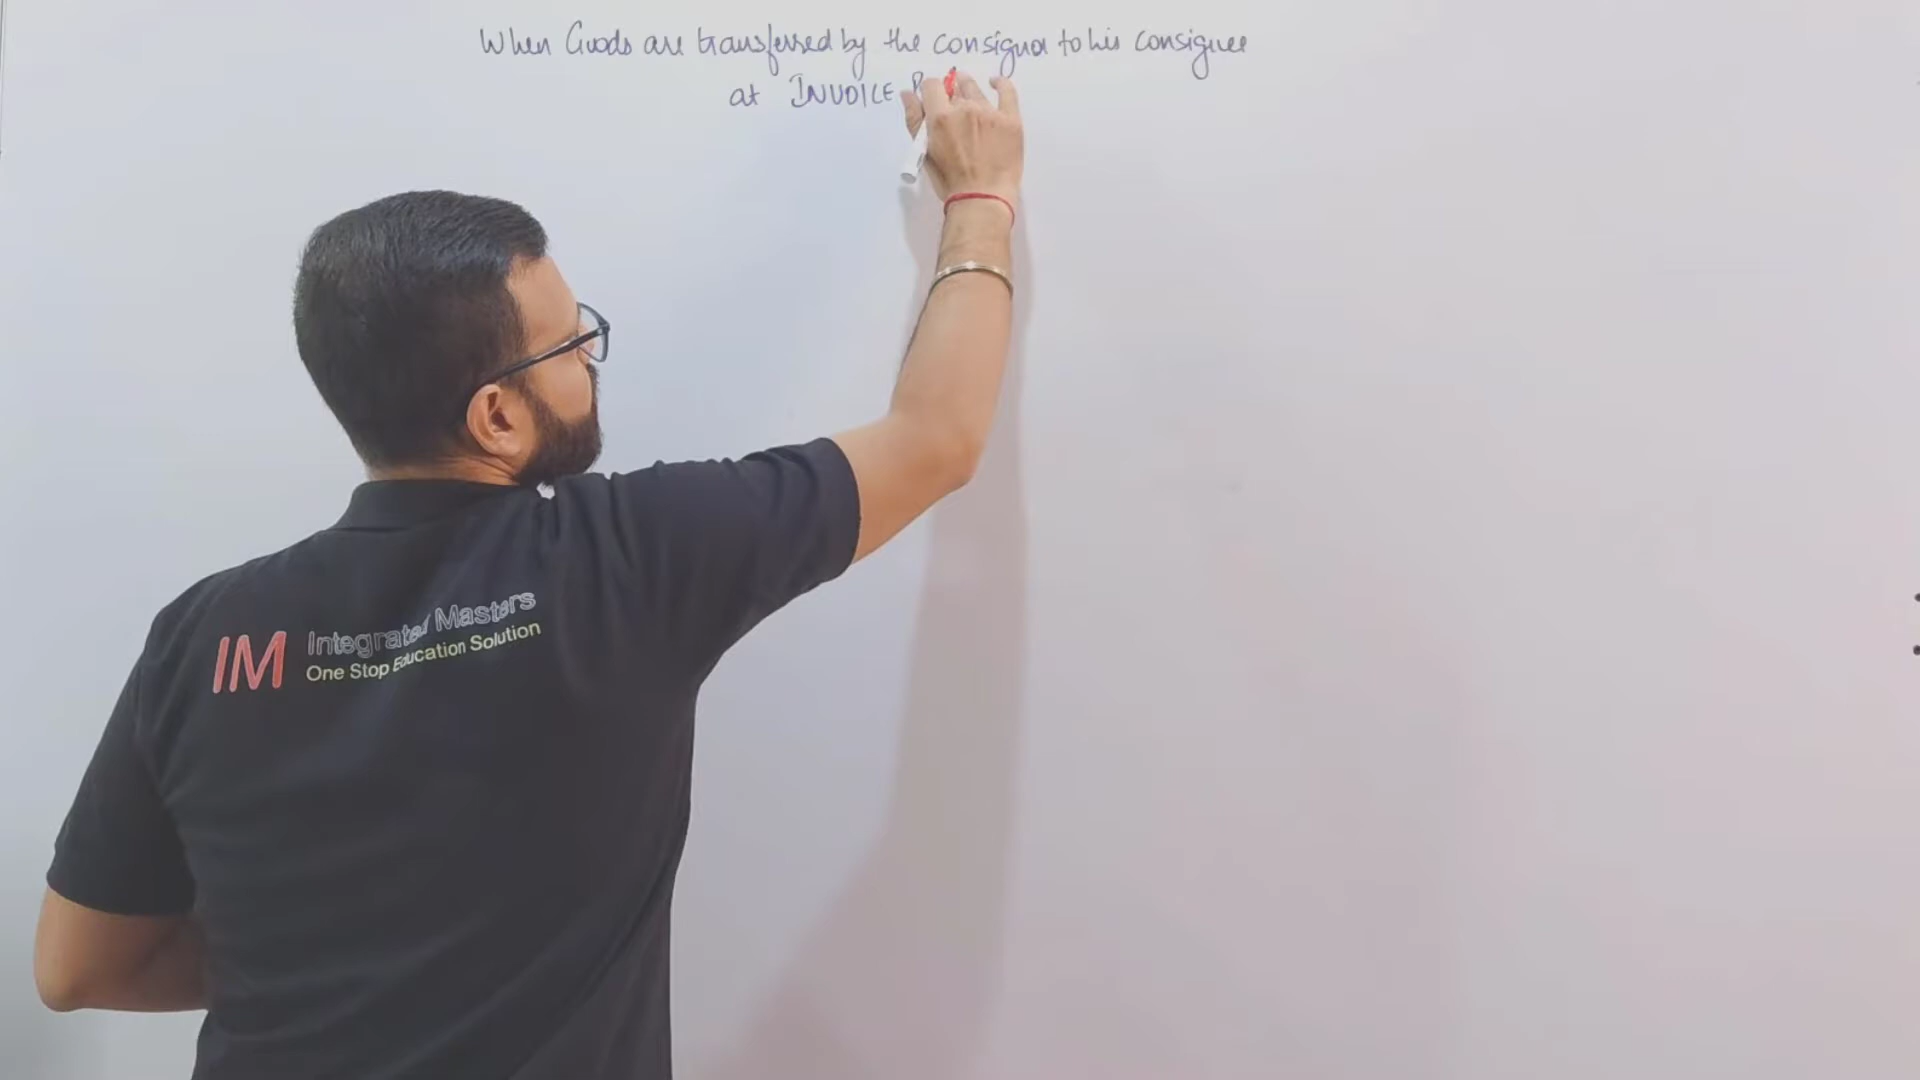 When Goods are transferred by the consignor to his consignee
at INVOICE
IM Integrated Masters
One Stop Education Solution